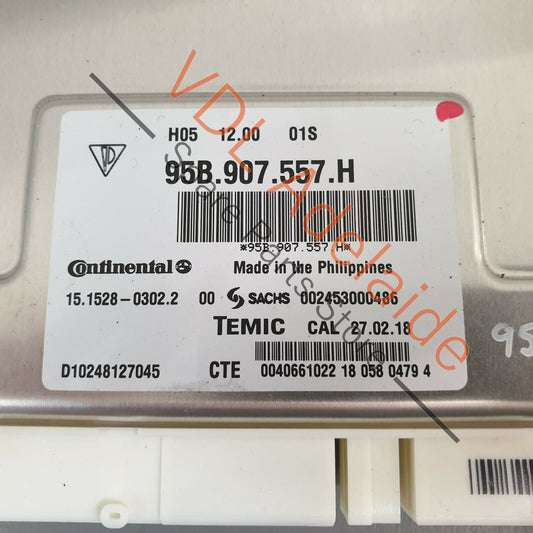 H05 12.00 01S
95B.907.557.H
*95B.907.557.H*
Continental Made in the Philippines
15.1528-0302.2 00 SACHS 002453000486
TEMIC CAL 27.02.18
D10248127045 CTE 0040661022 18 058 0479 4
VDL Adelaide
Spare Parts Store
95